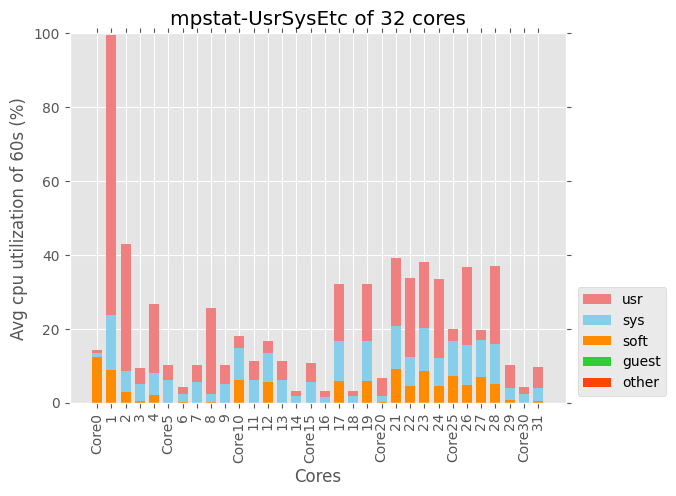 mpstat-UsrSysEtc of 32 cores
Avg cpu utilization of 60s (%)
100
80
60
40
20
0
Core0
1
2
3
4
Core5
6
7
8
9
Core10
11
12
13
14
Core15
16
17
18
19
Core20
21
22
23
24
Core25
26
27
28
29
Core30
31
Cores
usr
sys
soft
guest
other